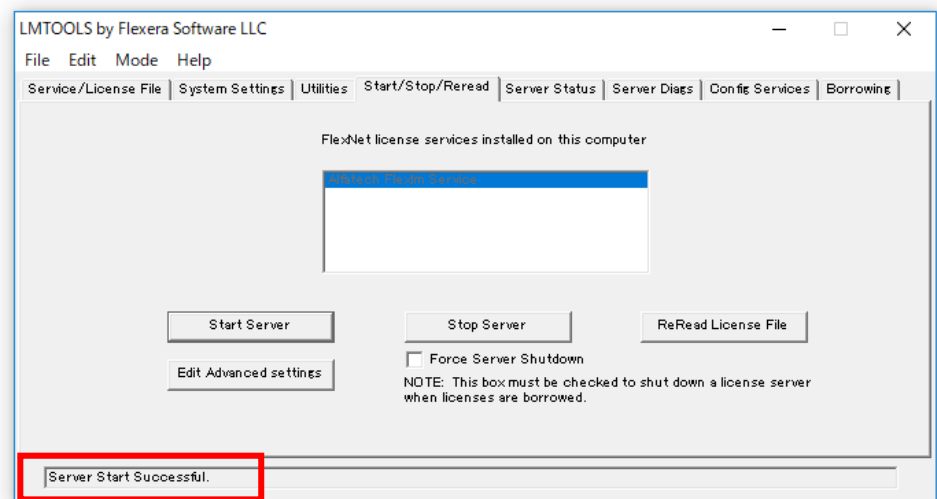 LMTOOLS by Flexera Software LLC
File Edit Mode Help
Service/License File System Settings Utilities Start/Stop/Reread Server Status Server Diags Config Services Borrowing
FlexNet license services installed on this computer
Alfatech Flexlm Service
Start Server Stop Server ReRead License File
Edit Advanced settings
Force Server Shutdown
NOTE: This box must be checked to shut down a license server
when licenses are borrowed.
Server Start Successful.